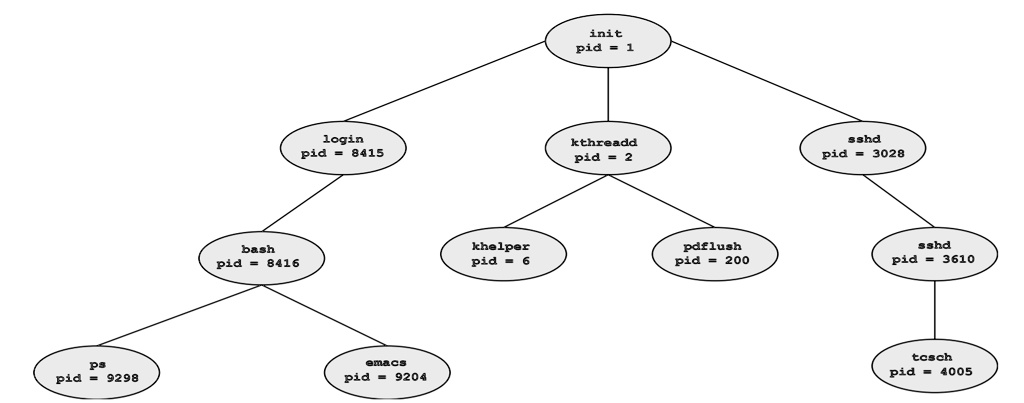 init
pid = 1
login
pid = 8415
kthreadd
pid = 2
sshd
pid = 3028
bash
pid = 8416
khelper
pid = 6
pdflush
pid = 200
sshd
pid = 3610
ps
pid = 9298
emacs
pid = 9204
tcsch
pid = 4005